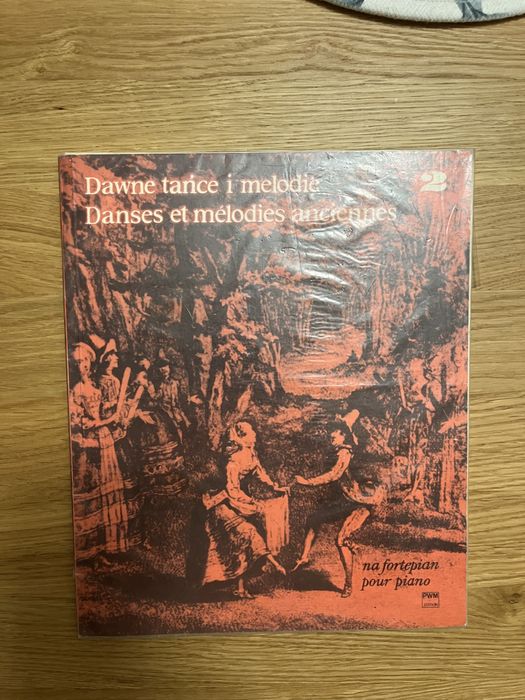 Dawne tańce i melodie
2
Danses et mélodies anciennes
na fortepian
pour piano
PWM